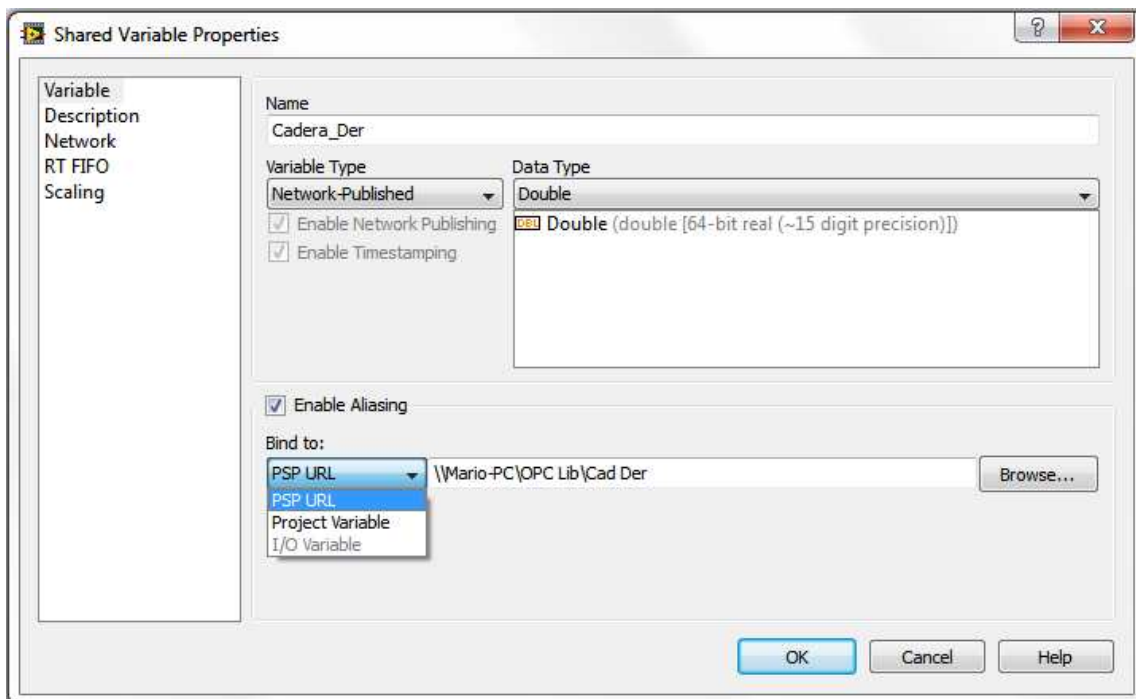 Shared Variable Properties
Variable
Description
Network
RT FIFO
Scaling
Name
Cadera_Der
Variable Type
Data Type
Network-Published
Double
Enable Network Publishing
DBL Double (double [64-bit real (~15 digit precision)])
Enable Timestamping
Enable Aliasing
Bind to:
PSP URL
\\Mario-PC\OPC Lib\Cad Der
Browse...
PSP URL
Project Variable
I/O Variable
OK
Cancel
Help